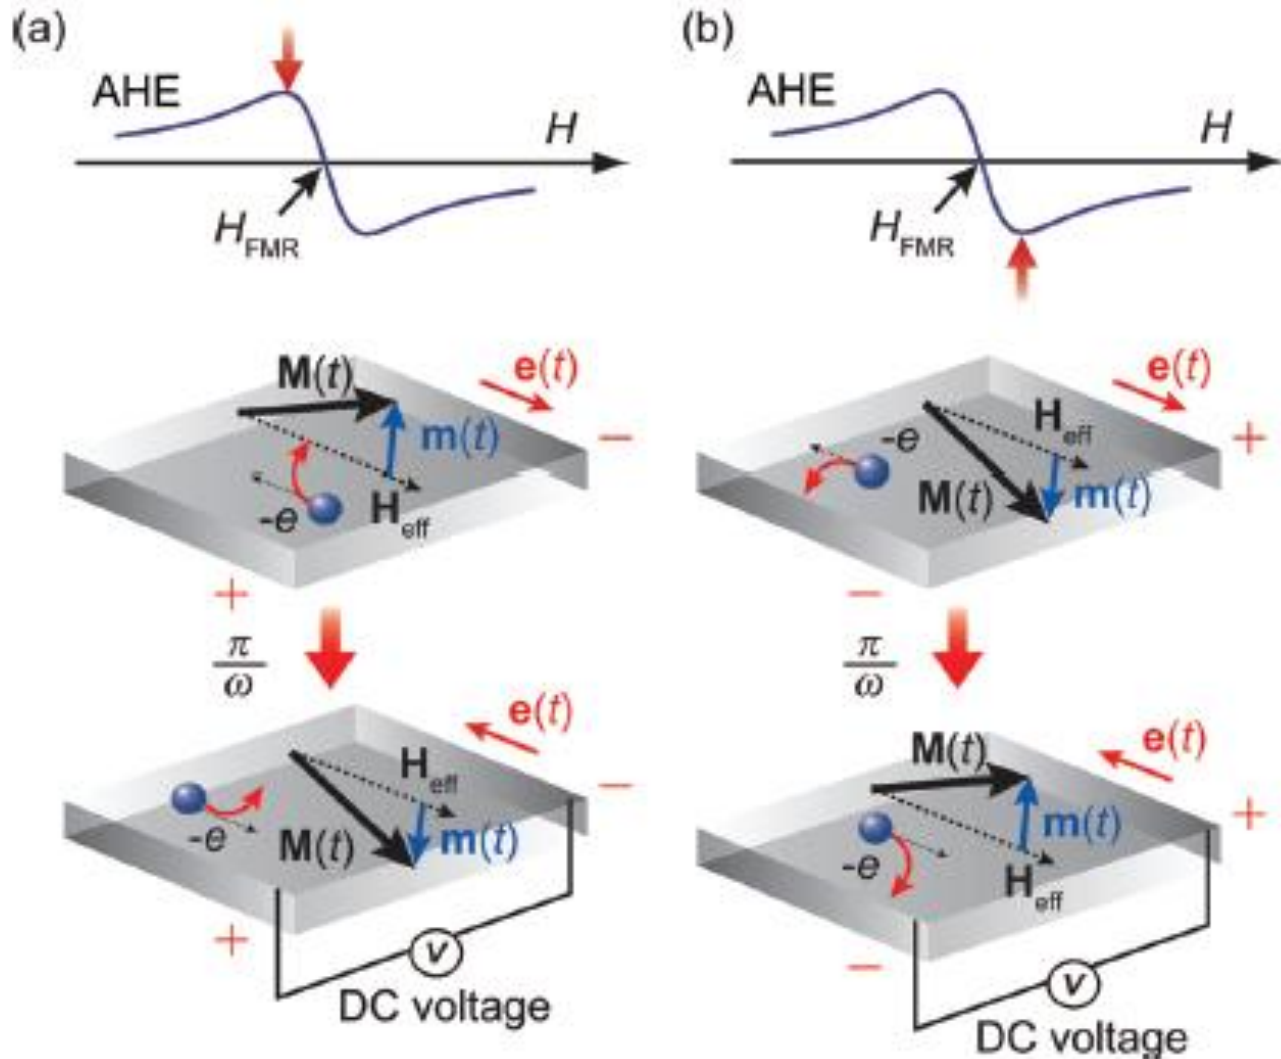 (a)
AHE
H
H_FMR
M(t)
e(t)
−
m(t)
-e
H_eff
+
π/ω
e(t)
H_eff
−
-e
M(t)
m(t)
+
V
DC voltage
(b)
AHE
H
H_FMR
e(t)
H_eff
+
-e
M(t)
m(t)
−
π/ω
M(t)
e(t)
+
m(t)
-e
H_eff
−
V
DC voltage